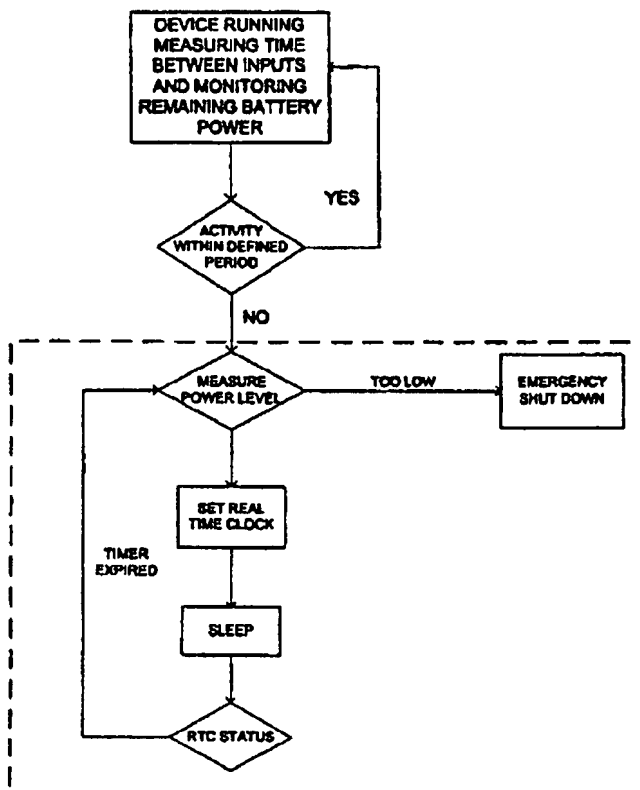 DEVICE RUNNING
MEASURING TIME
BETWEEN INPUTS
AND MONITORING
REMAINING BATTERY
POWER
YES
ACTIVITY
WITHIN DEFINED
PERIOD
NO
MEASURE
POWER LEVEL
TOO LOW
EMERGENCY
SHUT DOWN
SET REAL
TIME CLOCK
TIMER
EXPIRED
SLEEP
RTC STATUS